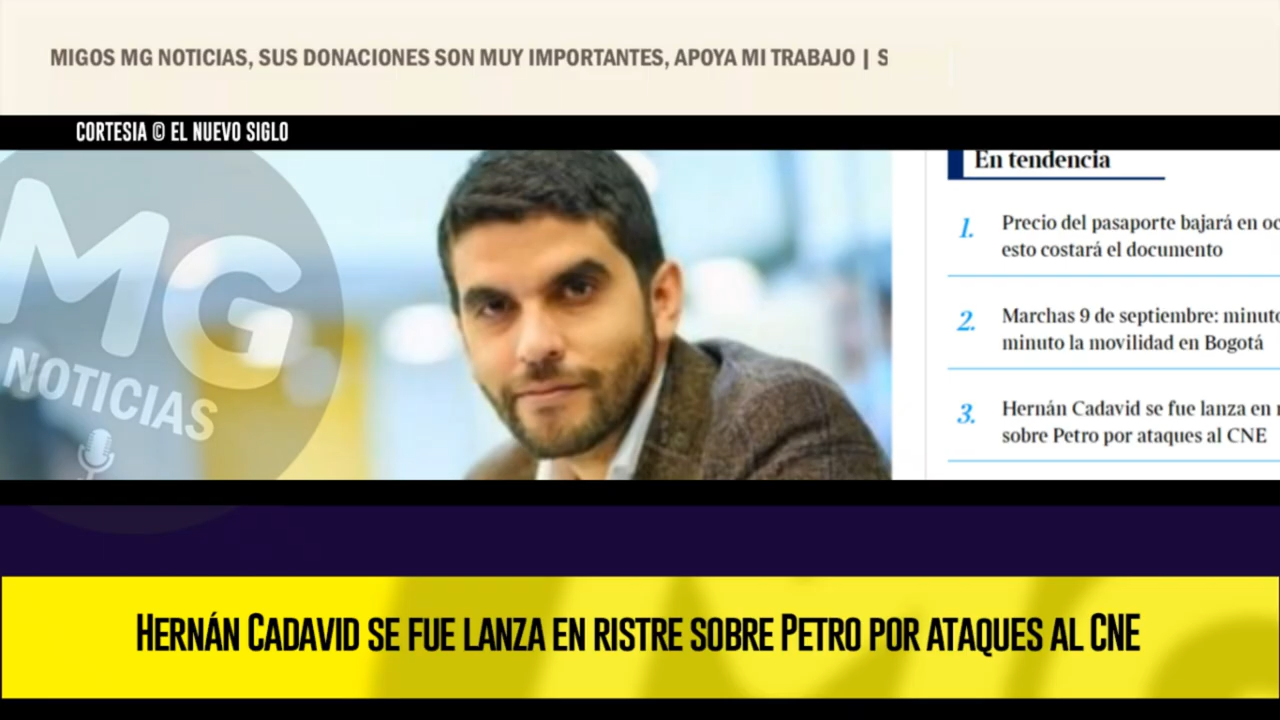 MIGOS MG NOTICIAS, SUS DONACIONES SON MUY IMPORTANTES, APOYA MI TRABAJO | S
CORTESIA © EL NUEVO SIGLO
MG
NOTICIAS
En tendencia
1. Precio del pasaporte bajará en oc
esto costará el documento
2. Marchas 9 de septiembre: minuto
minuto la movilidad en Bogotá
3. Hernán Cadavid se fue lanza en
sobre Petro por ataques al CNE
HERNÁN CADAVID SE FUE LANZA EN RISTRE SOBRE PETRO POR ATAQUES AL CNE